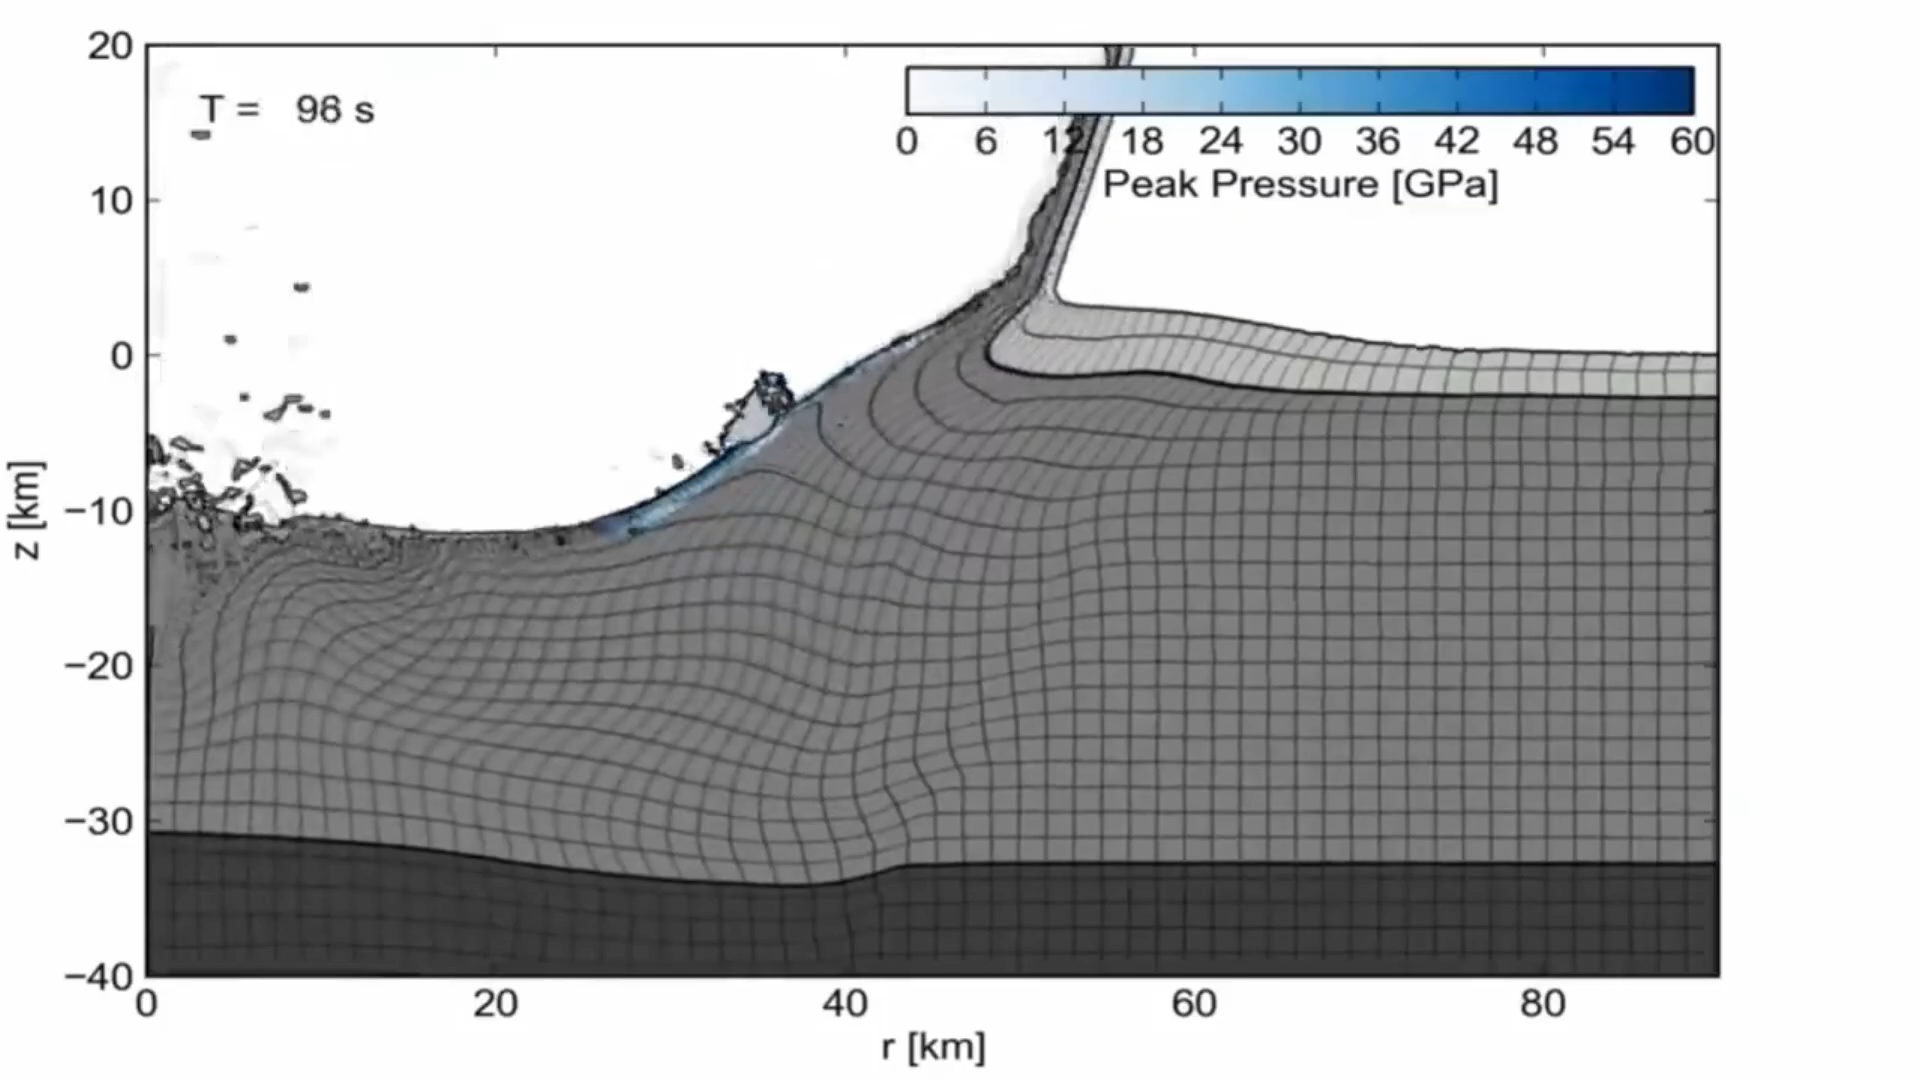 20
T = 96 s
0 6 12 18 24 30 36 42 48 54 60
Peak Pressure [GPa]
10
0
−10
z [km]
−20
−30
−40
0 20 40 60 80
r [km]